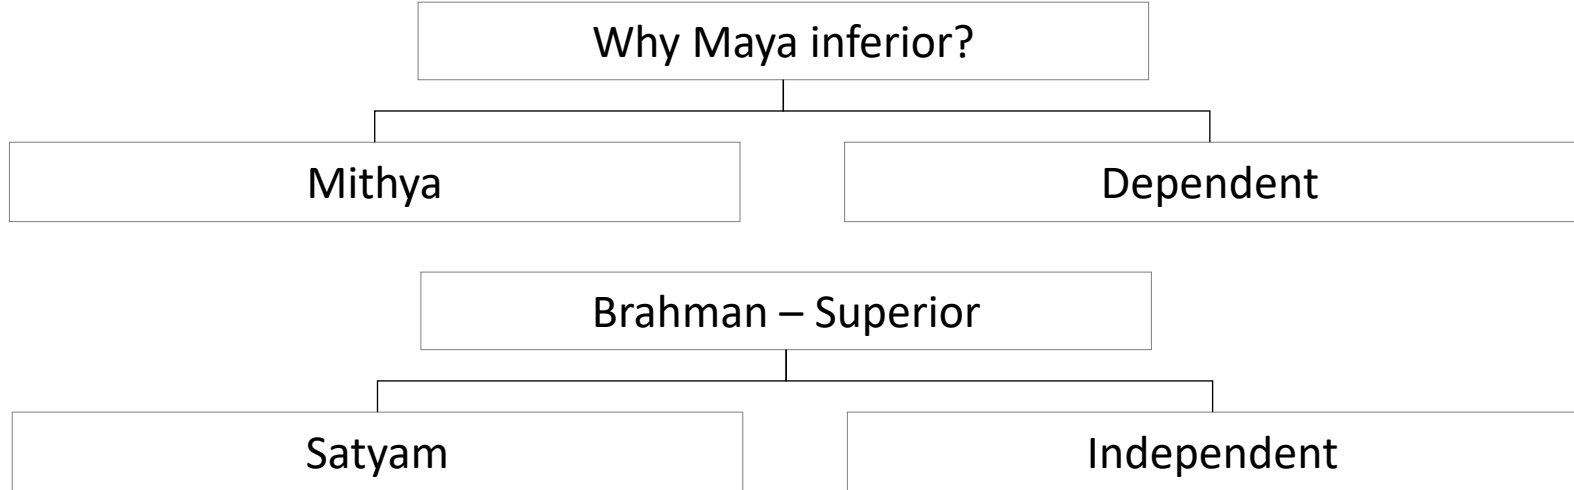 Why Maya inferior?
Mithya
Dependent
Brahman – Superior
Satyam
Independent